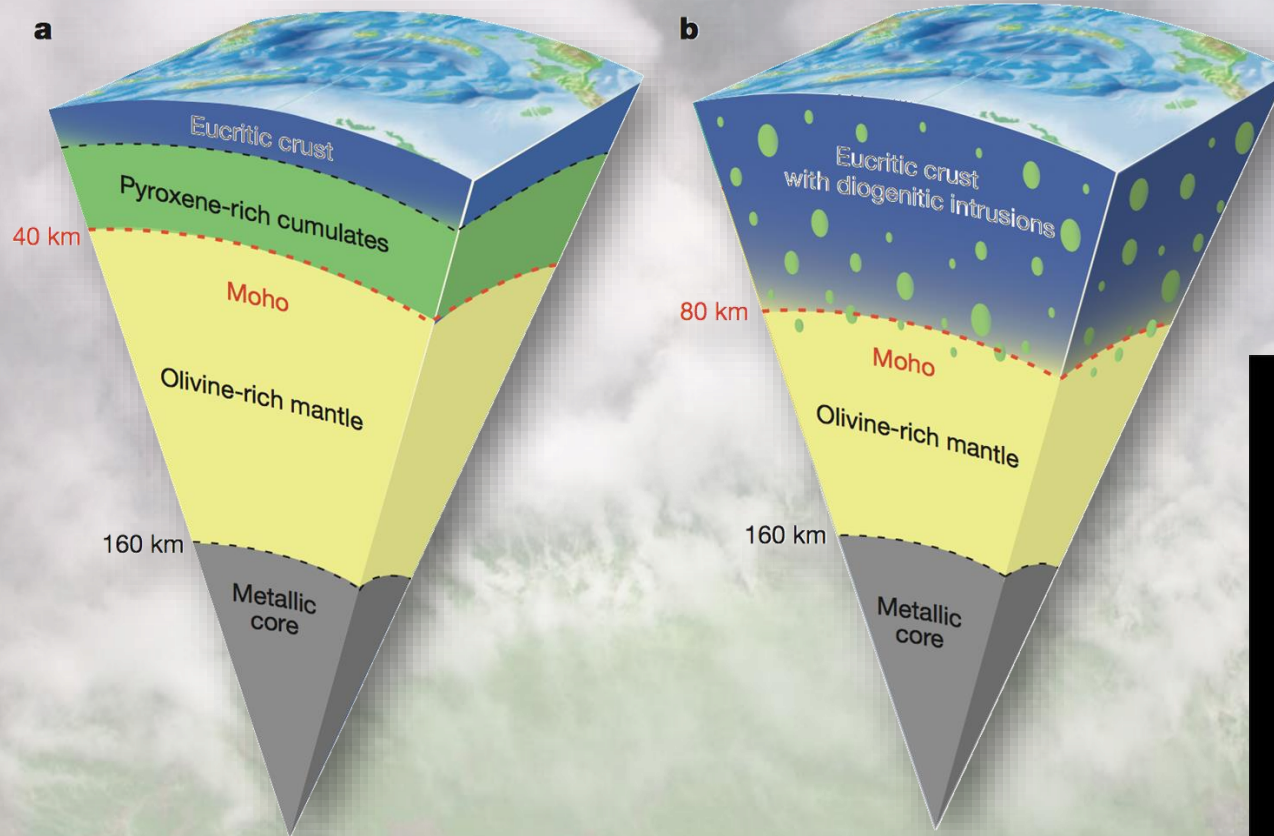 a
Eucritic crust
Pyroxene-rich cumulates
40 km
Moho
Olivine-rich mantle
160 km
Metallic
core
b
Eucritic crust
with diogenitic intrusions
80 km
Moho
Olivine-rich mantle
160 km
Metallic
core